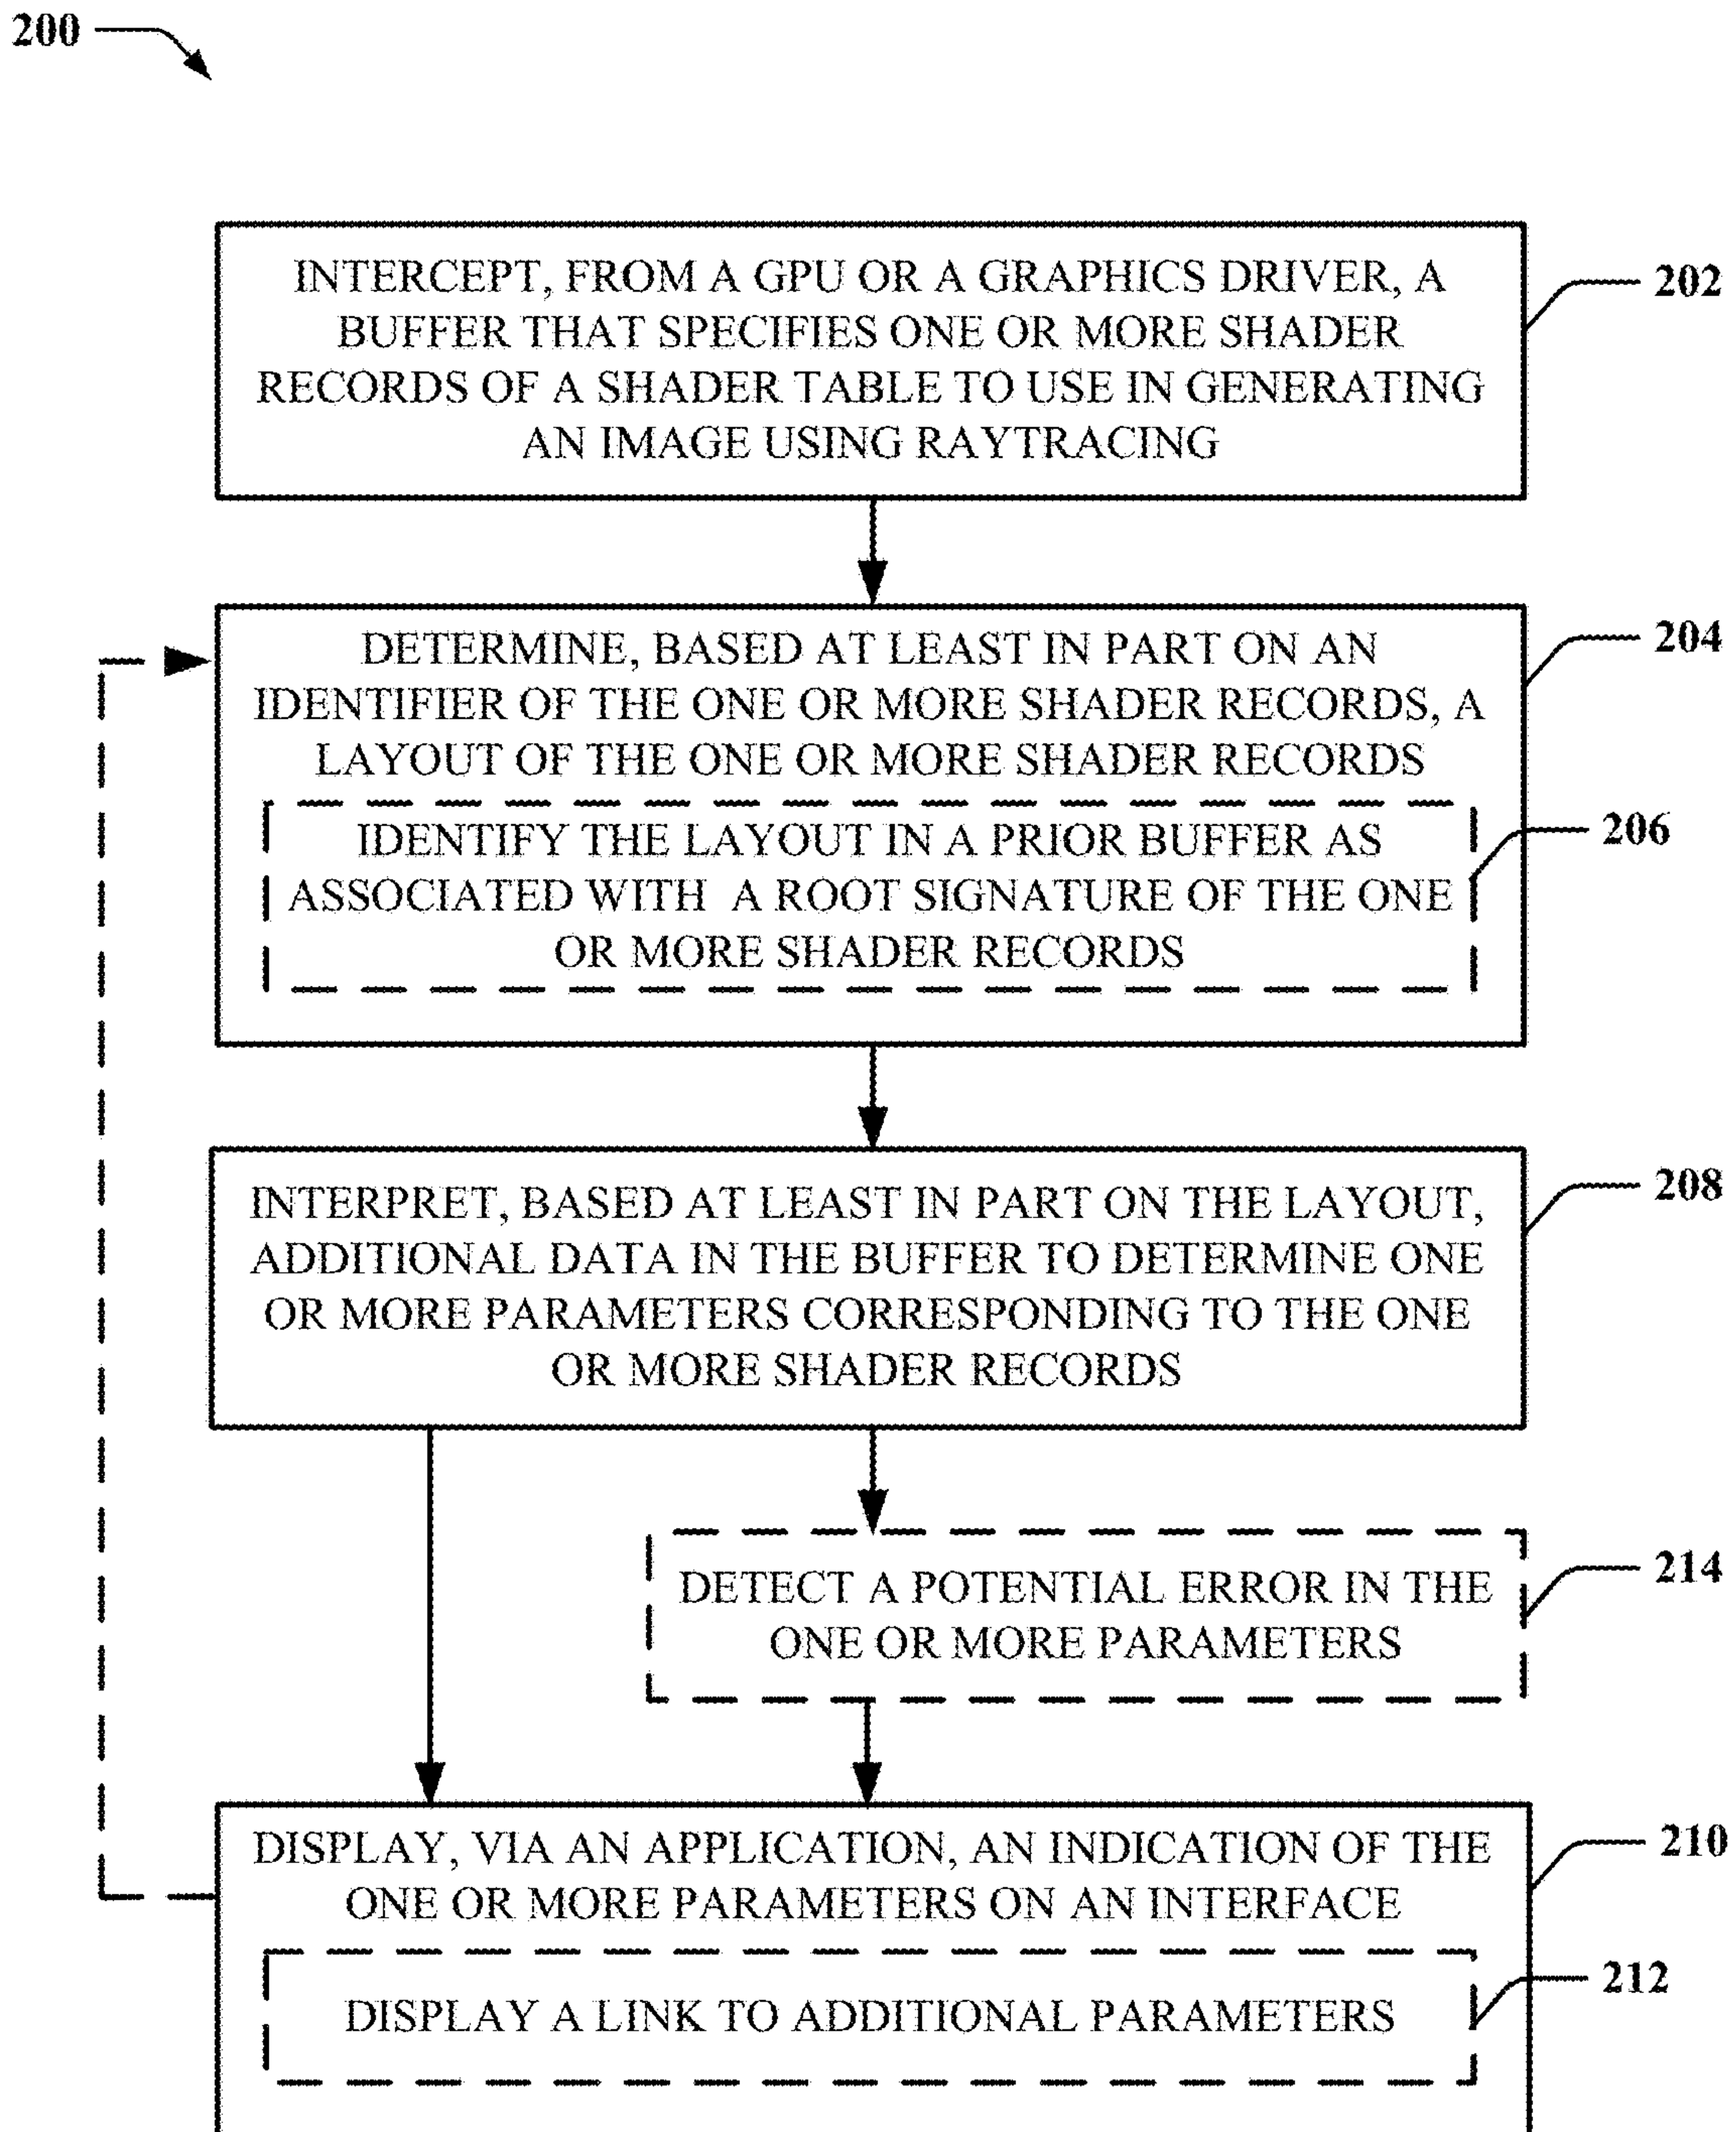 200
INTERCEPT, FROM A GPU OR A GRAPHICS DRIVER, A
BUFFER THAT SPECIFIES ONE OR MORE SHADER
RECORDS OF A SHADER TABLE TO USE IN GENERATING
AN IMAGE USING RAYTRACING
202
DETERMINE, BASED AT LEAST IN PART ON AN
IDENTIFIER OF THE ONE OR MORE SHADER RECORDS, A
LAYOUT OF THE ONE OR MORE SHADER RECORDS
204
IDENTIFY THE LAYOUT IN A PRIOR BUFFER AS
ASSOCIATED WITH A ROOT SIGNATURE OF THE ONE
OR MORE SHADER RECORDS
206
INTERPRET, BASED AT LEAST IN PART ON THE LAYOUT,
ADDITIONAL DATA IN THE BUFFER TO DETERMINE ONE
OR MORE PARAMETERS CORRESPONDING TO THE ONE
OR MORE SHADER RECORDS
208
DETECT A POTENTIAL ERROR IN THE
ONE OR MORE PARAMETERS
214
DISPLAY, VIA AN APPLICATION, AN INDICATION OF THE
ONE OR MORE PARAMETERS ON AN INTERFACE
210
DISPLAY A LINK TO ADDITIONAL PARAMETERS
212